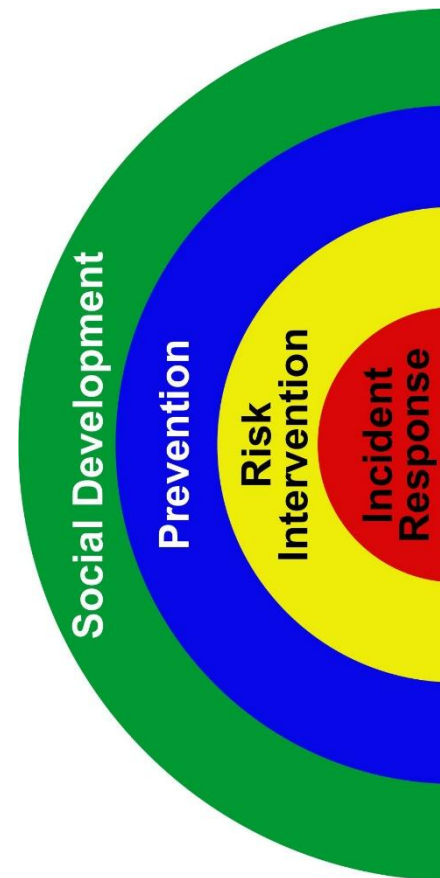 Social Development
Prevention
Risk
Intervention
Incident
Response